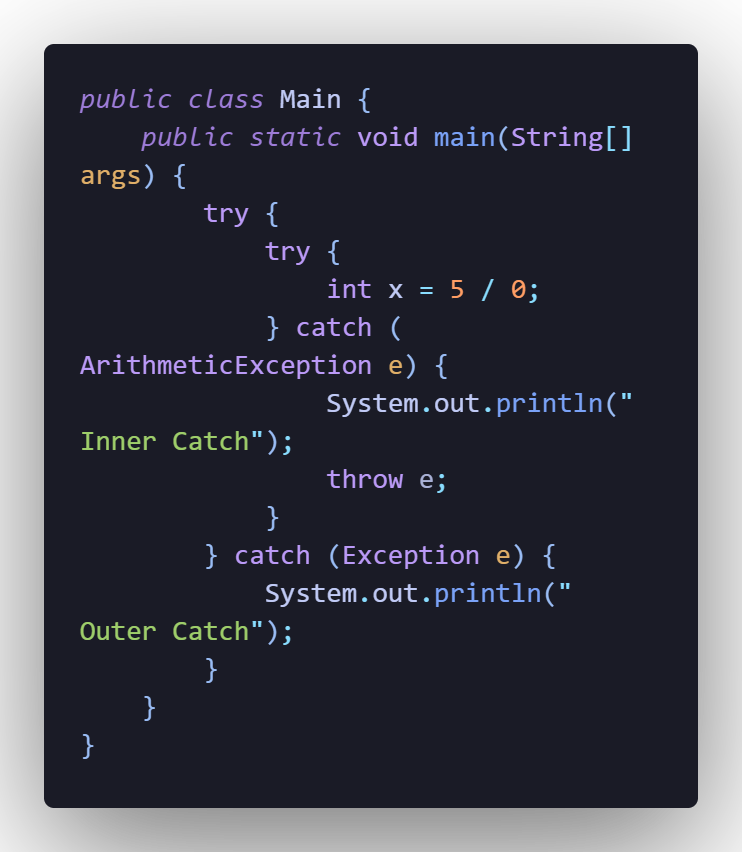 public class Main {
    public static void main(String[]
args) {
        try {
            try {
                int x = 5 / 0;
            } catch (
ArithmeticException e) {
                System.out.println("
Inner Catch");
                throw e;
            }
        } catch (Exception e) {
            System.out.println("
Outer Catch");
        }
    }
}